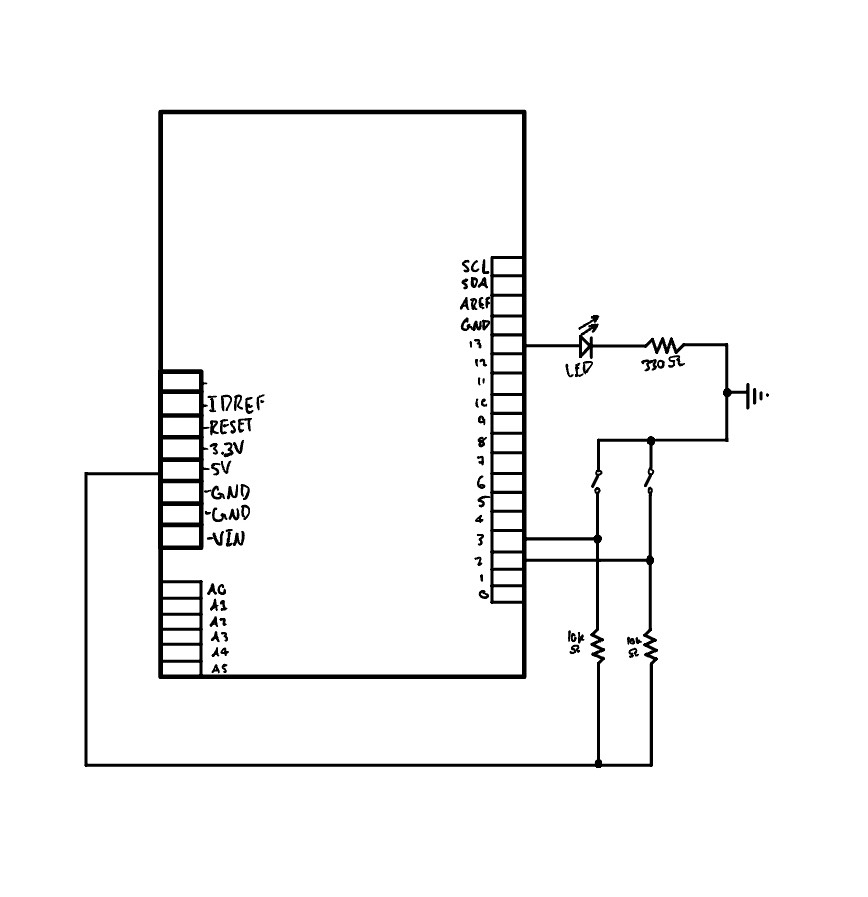 IDREF
RESET
3.3V
5V
GND
GND
VIN
A0
A1
A2
A3
A4
A5
SCL
SDA
AREF
GND
13
12
11
10
9
8
7
6
5
4
3
2
1
0
LED
330 Ω
10k
Ω
10k
Ω